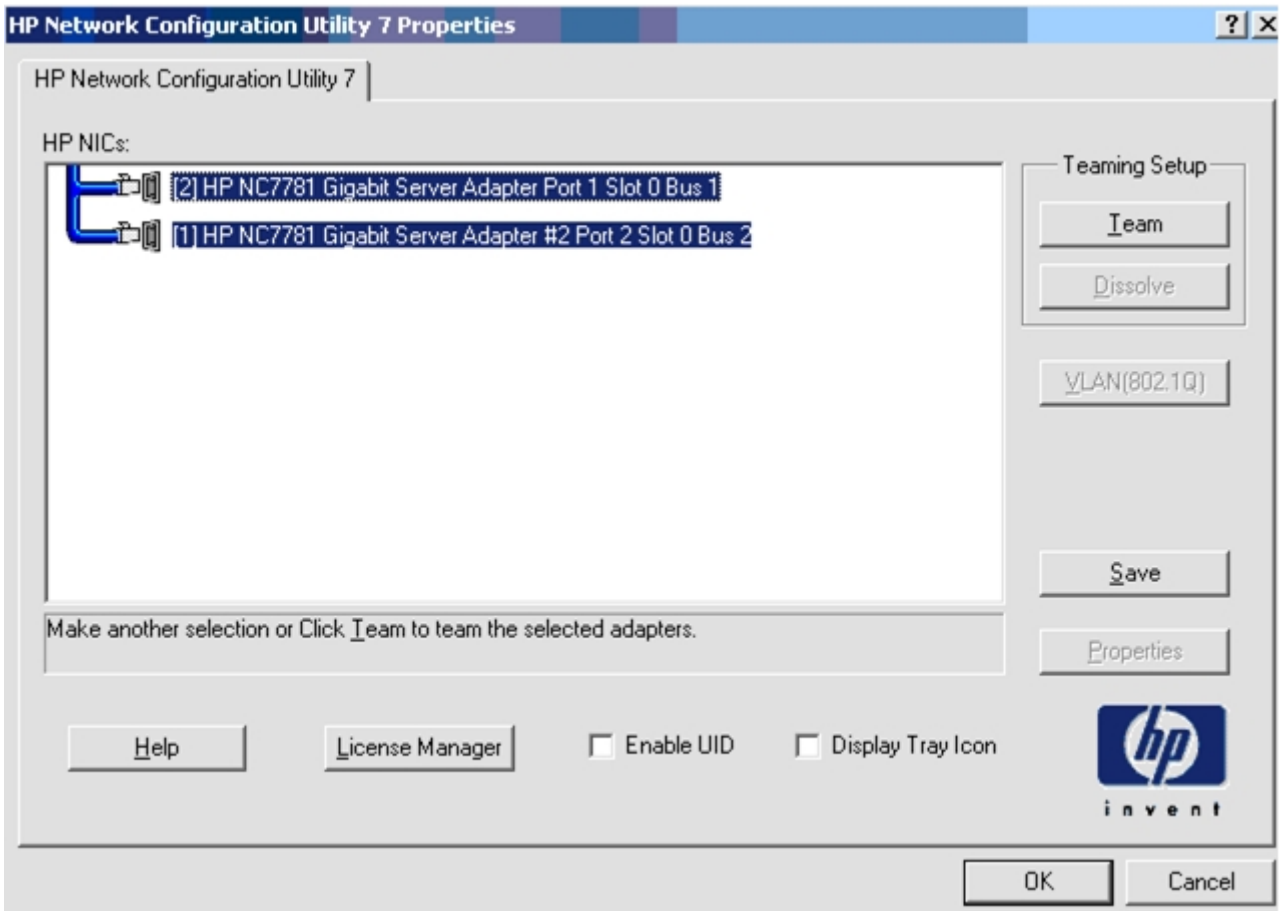 HP Network Configuration Utility 7 Properties
HP Network Configuration Utility 7
HP NICs:
[2] HP NC7781 Gigabit Server Adapter Port 1 Slot 0 Bus 1
[1] HP NC7781 Gigabit Server Adapter #2 Port 2 Slot 0 Bus 2
Teaming Setup
Team
Dissolve
VLAN(802.1Q)
Save
Make another selection or Click Team to team the selected adapters.
Properties
Help
License Manager
Enable UID
Display Tray Icon
hp
invent
OK
Cancel